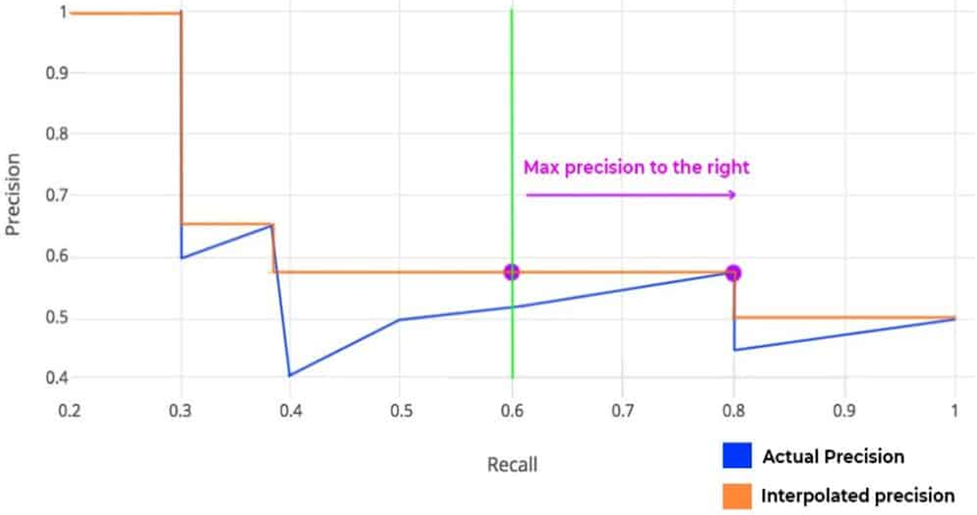 1
0.9
0.8
0.7
0.6
0.5
0.4
Precision
Max precision to the right
0.2 0.3 0.4 0.5 0.6 0.7 0.8 0.9 1
Recall
Actual Precision
Interpolated precision